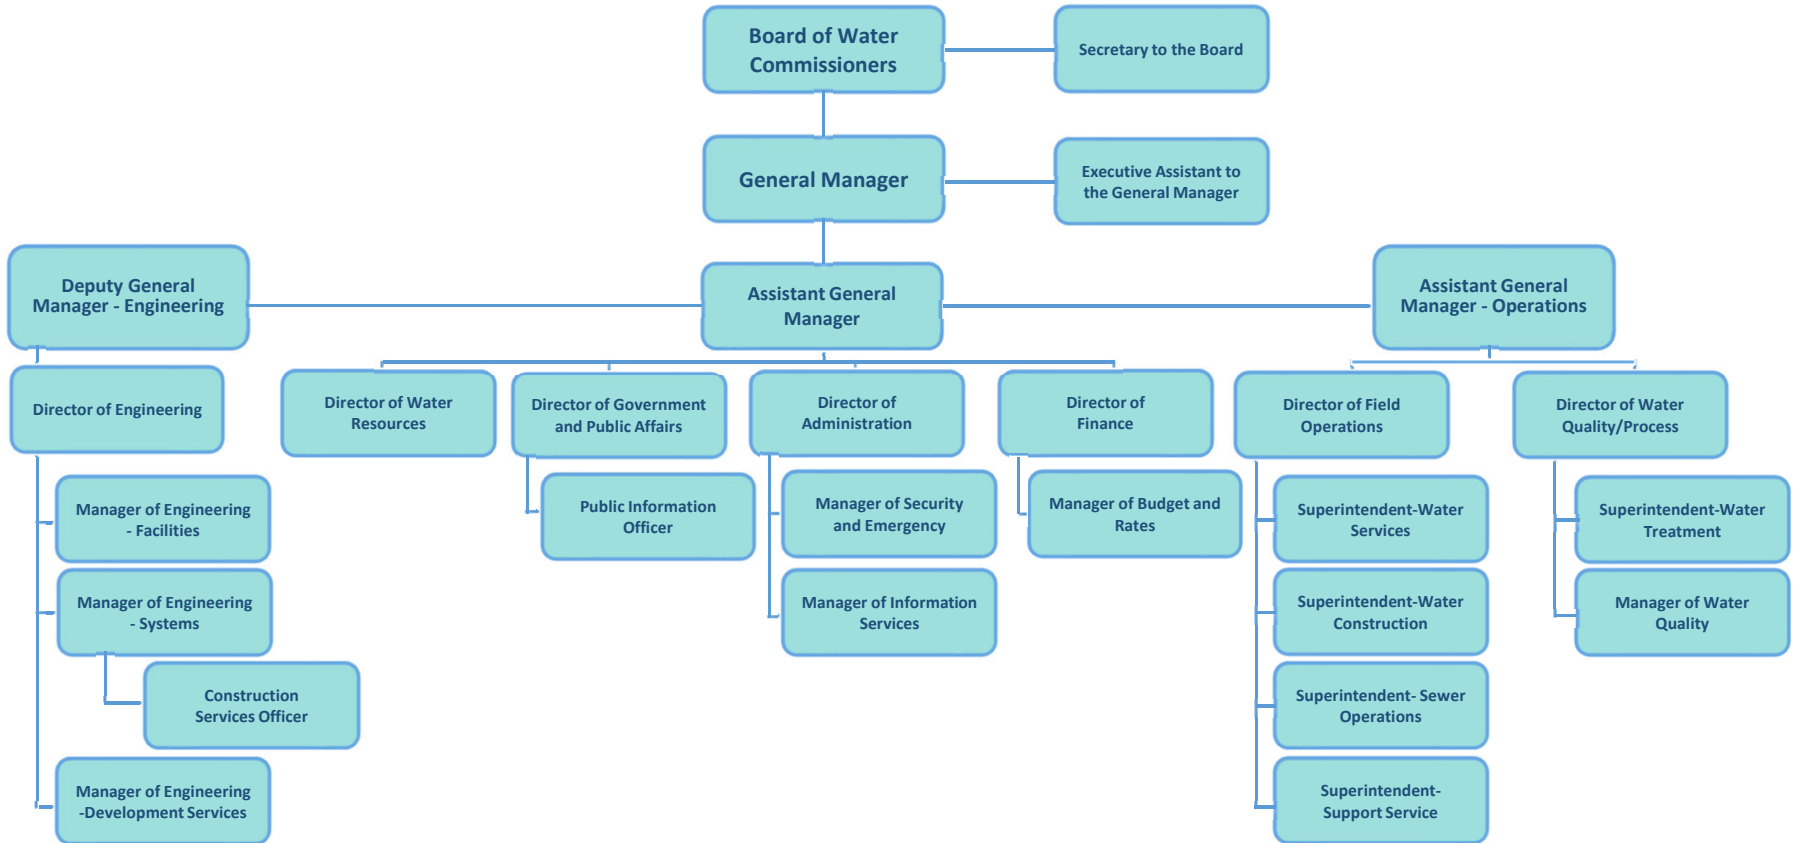 Board of Water
Commissioners
Secretary to the Board
General Manager
Executive Assistant to
the General Manager
Deputy General
Manager - Engineering
Assistant General
Manager
Assistant General
Manager - Operations
Director of Engineering
Director of Water
Resources
Director of Government
and Public Affairs
Director of
Administration
Director of
Finance
Director of Field
Operations
Director of Water
Quality/Process
Manager of Engineering
- Facilities
Public Information
Officer
Manager of Security
and Emergency
Manager of Budget and
Rates
Superintendent-Water
Services
Superintendent-Water
Treatment
Manager of Engineering
- Systems
Manager of Information
Services
Superintendent-Water
Construction
Manager of Water
Quality
Construction
Services Officer
Superintendent- Sewer
Operations
Manager of Engineering
-Development Services
Superintendent-
Support Service